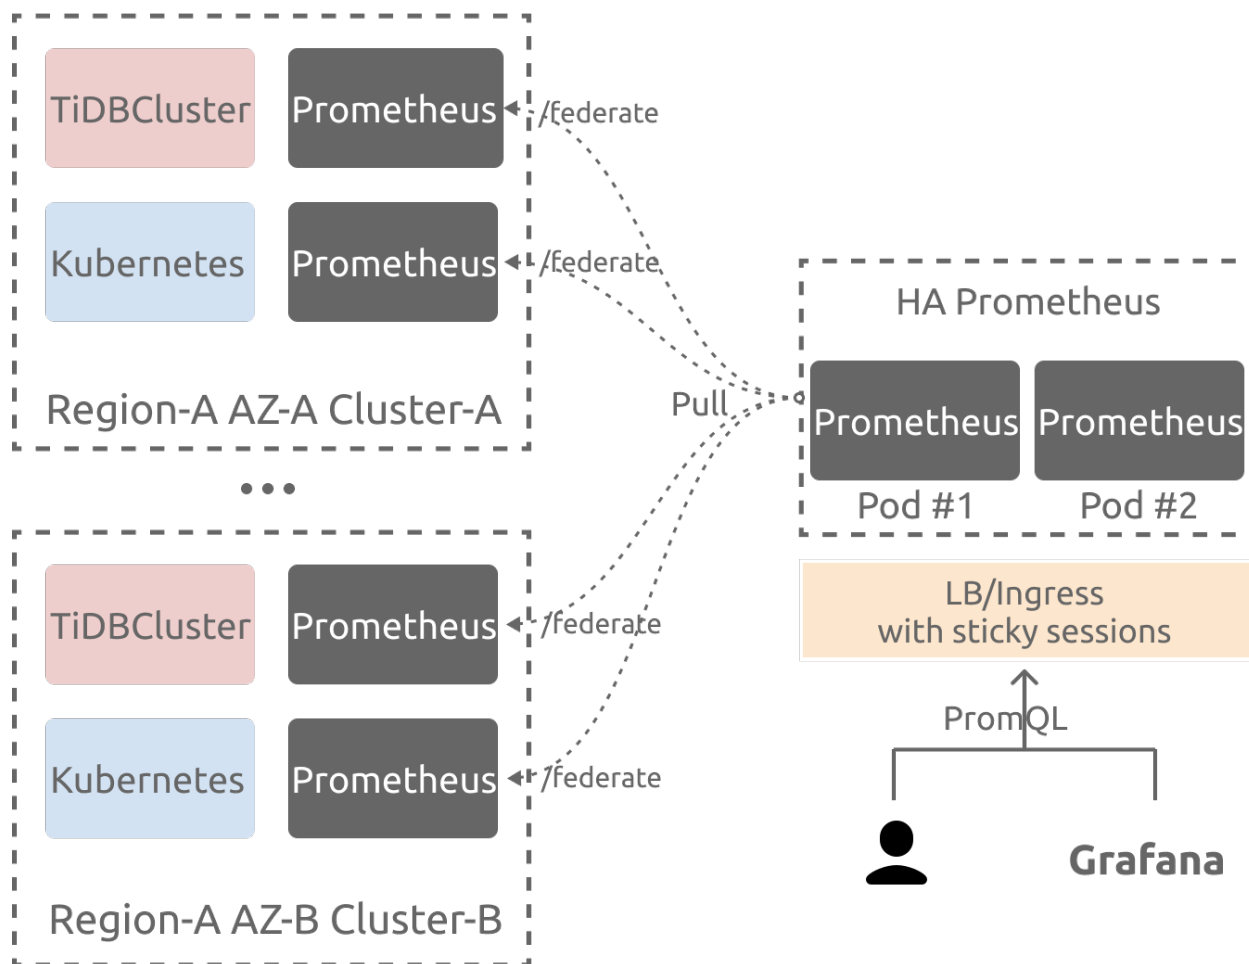 TiDBCluster
Prometheus
/federate
Kubernetes
Prometheus
/federate
Region-A AZ-A Cluster-A
Pull
HA Prometheus
Prometheus
Prometheus
Pod #1
Pod #2
TiDBCluster
Prometheus
/federate
Kubernetes
Prometheus
/federate
Region-A AZ-B Cluster-B
LB/Ingress
with sticky sessions
PromQL
Grafana